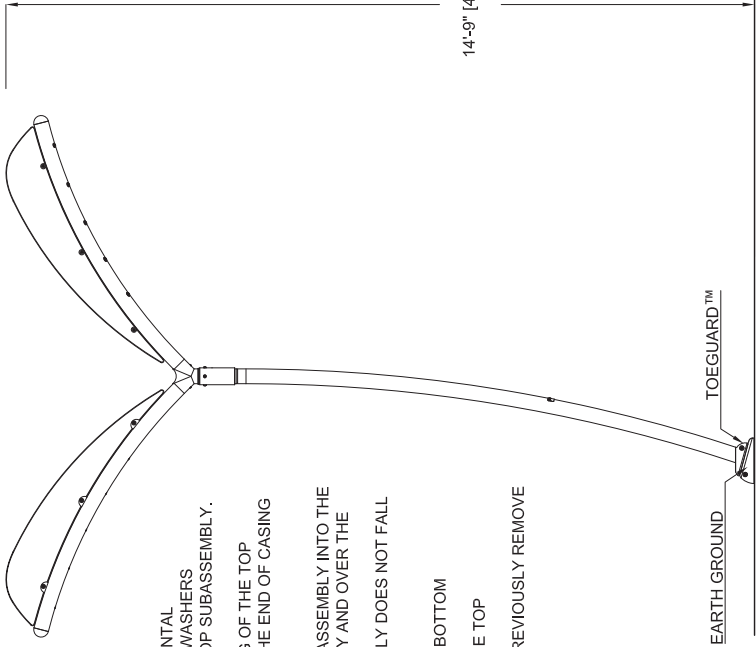 14'-9" [4
NTAL
WASHERS
OP SUBASSEMBLY.
G OF THE TOP
HE END OF CASING
ASSEMBLY INTO THE
Y AND OVER THE
LY DOES NOT FALL
BOTTOM
E TOP
REVIOUSLY REMOVE
TOEGUARD™
EARTH GROUND